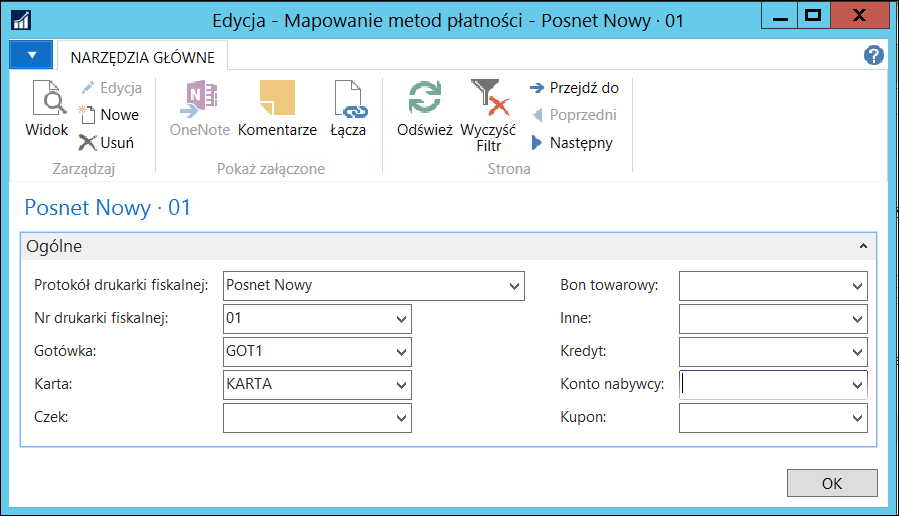 Edycja - Mapowanie metod płatności - Posnet Nowy · 01
NARZĘDZIA GŁÓWNE
Widok
Edycja
Nowe
Usuń
Zarządzaj
OneNote
Komentarze
Łącza
Pokaż załączone
Odśwież
Wyczyść
Filtr
Przejdź do
Poprzedni
Następny
Strona
Posnet Nowy · 01
Ogólne
Protokół drukarki fiskalnej: Posnet Nowy
Nr drukarki fiskalnej: 01
Gotówka: GOT1
Karta: KARTA
Czek:
Bon towarowy:
Inne:
Kredyt:
Konto nabywcy:
Kupon:
OK